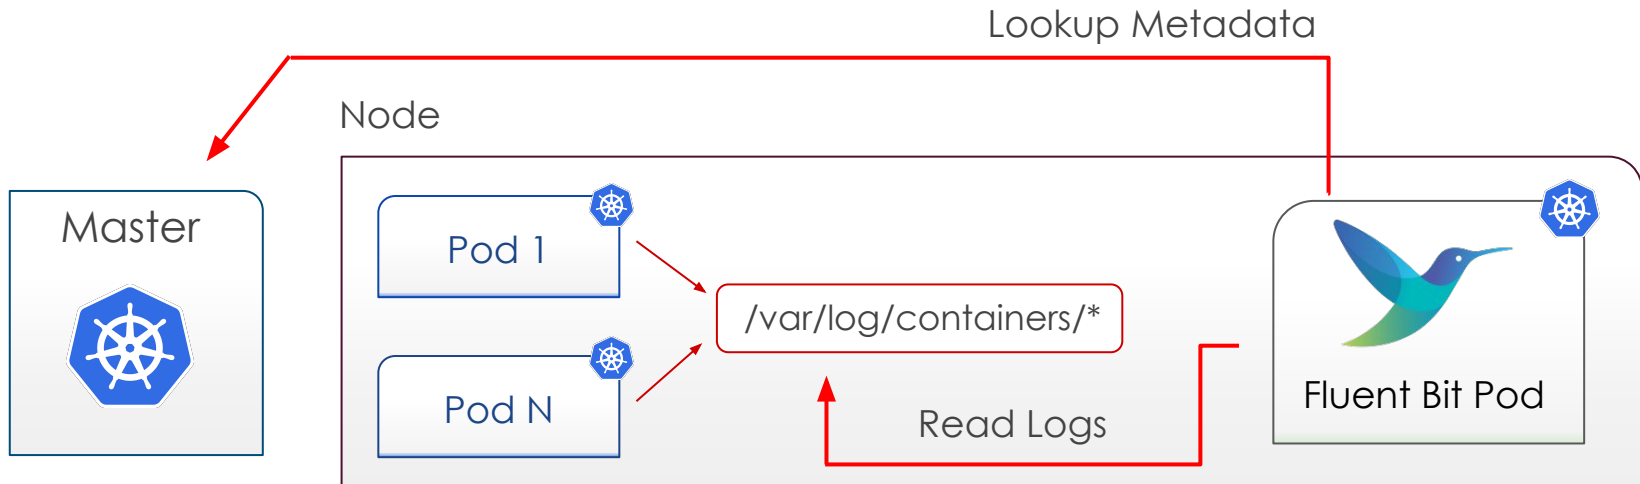 Lookup Metadata
Node
Master
Pod 1
/var/log/containers/*
Pod N
Read Logs
Fluent Bit Pod